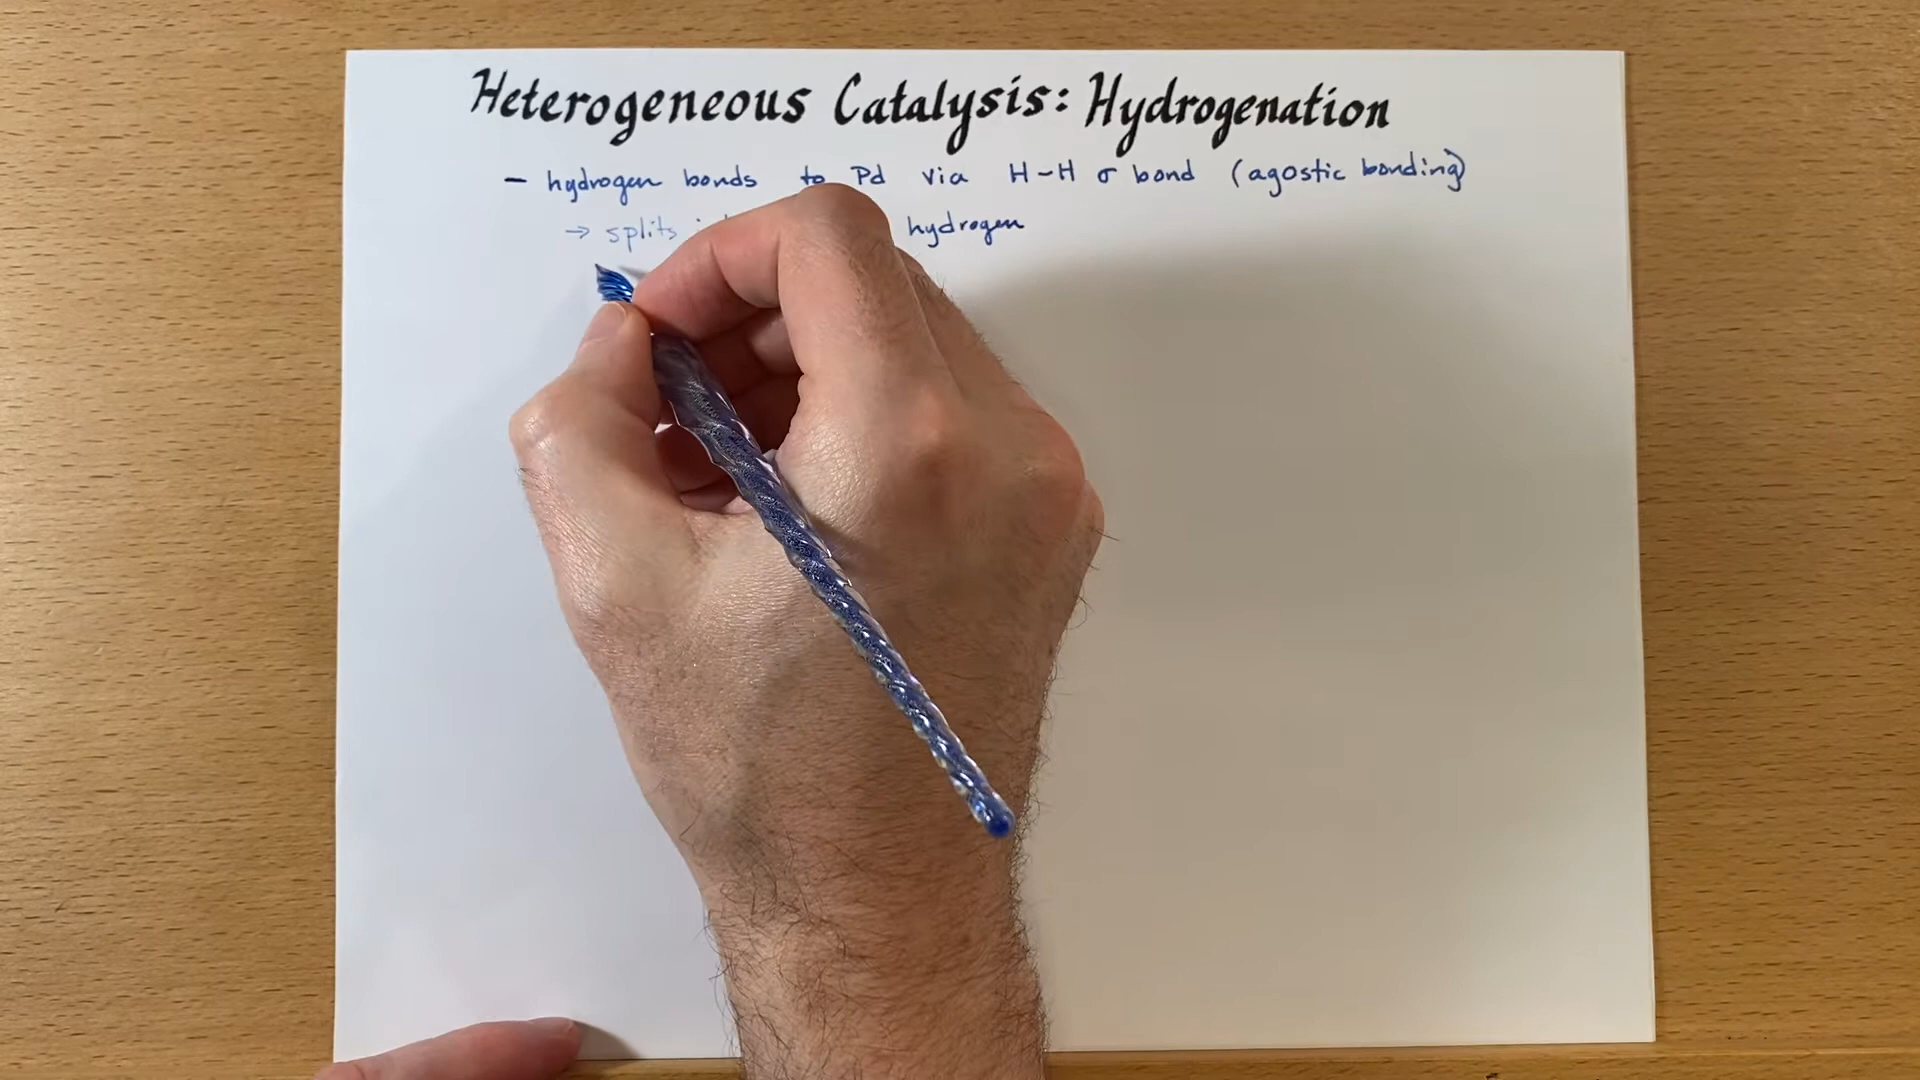 Heterogeneous Catalysis: Hydrogenation
- hydrogen bonds to Pd via H-H σ bond (agostic bonding)
→ splits hydrogen